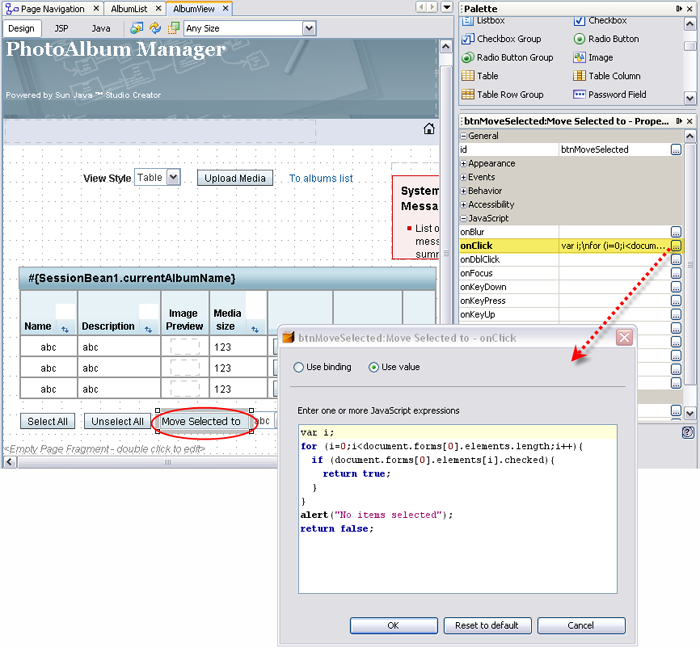 Page Navigation
AlbumList
AlbumView
Design
JSP
Java
Any Size
PhotoAlbum Manager
Powered by Sun Java™ Studio Creator
View Style
Table
Upload Media
To albums list
System
Messa
List o
mess
summ
#{SessionBean1.currentAlbumName}
Name
Description
Image Preview
Media size
abc abc 123
abc abc 123
abc abc 123
Select All
Unselect All
Move Selected to
abc
<Empty Page Fragment - double click to edit>
Palette
Listbox
Checkbox
Checkbox Group
Radio Button
Radio Button Group
Image
Table
Table Column
Table Row Group
Password Field
btnMoveSelected:Move Selected to - Prope...
General
id btnMoveSelected
Appearance
Events
Behavior
Accessibility
JavaScript
onBlur
onClick var i;\nfor (i=0;i<docum...
onDblClick
onFocus
onKeyDown
onKeyPress
onKeyUp
btnMoveSelected:Move Selected to - onClick
Use binding
Use value
Enter one or more JavaScript expressions
var i;
for (i=0;i<document.forms[0].elements.length;i++){
if (document.forms[0].elements[i].checked){
return true;
}
}
alert("No items selected");
return false;
OK
Reset to default
Cancel